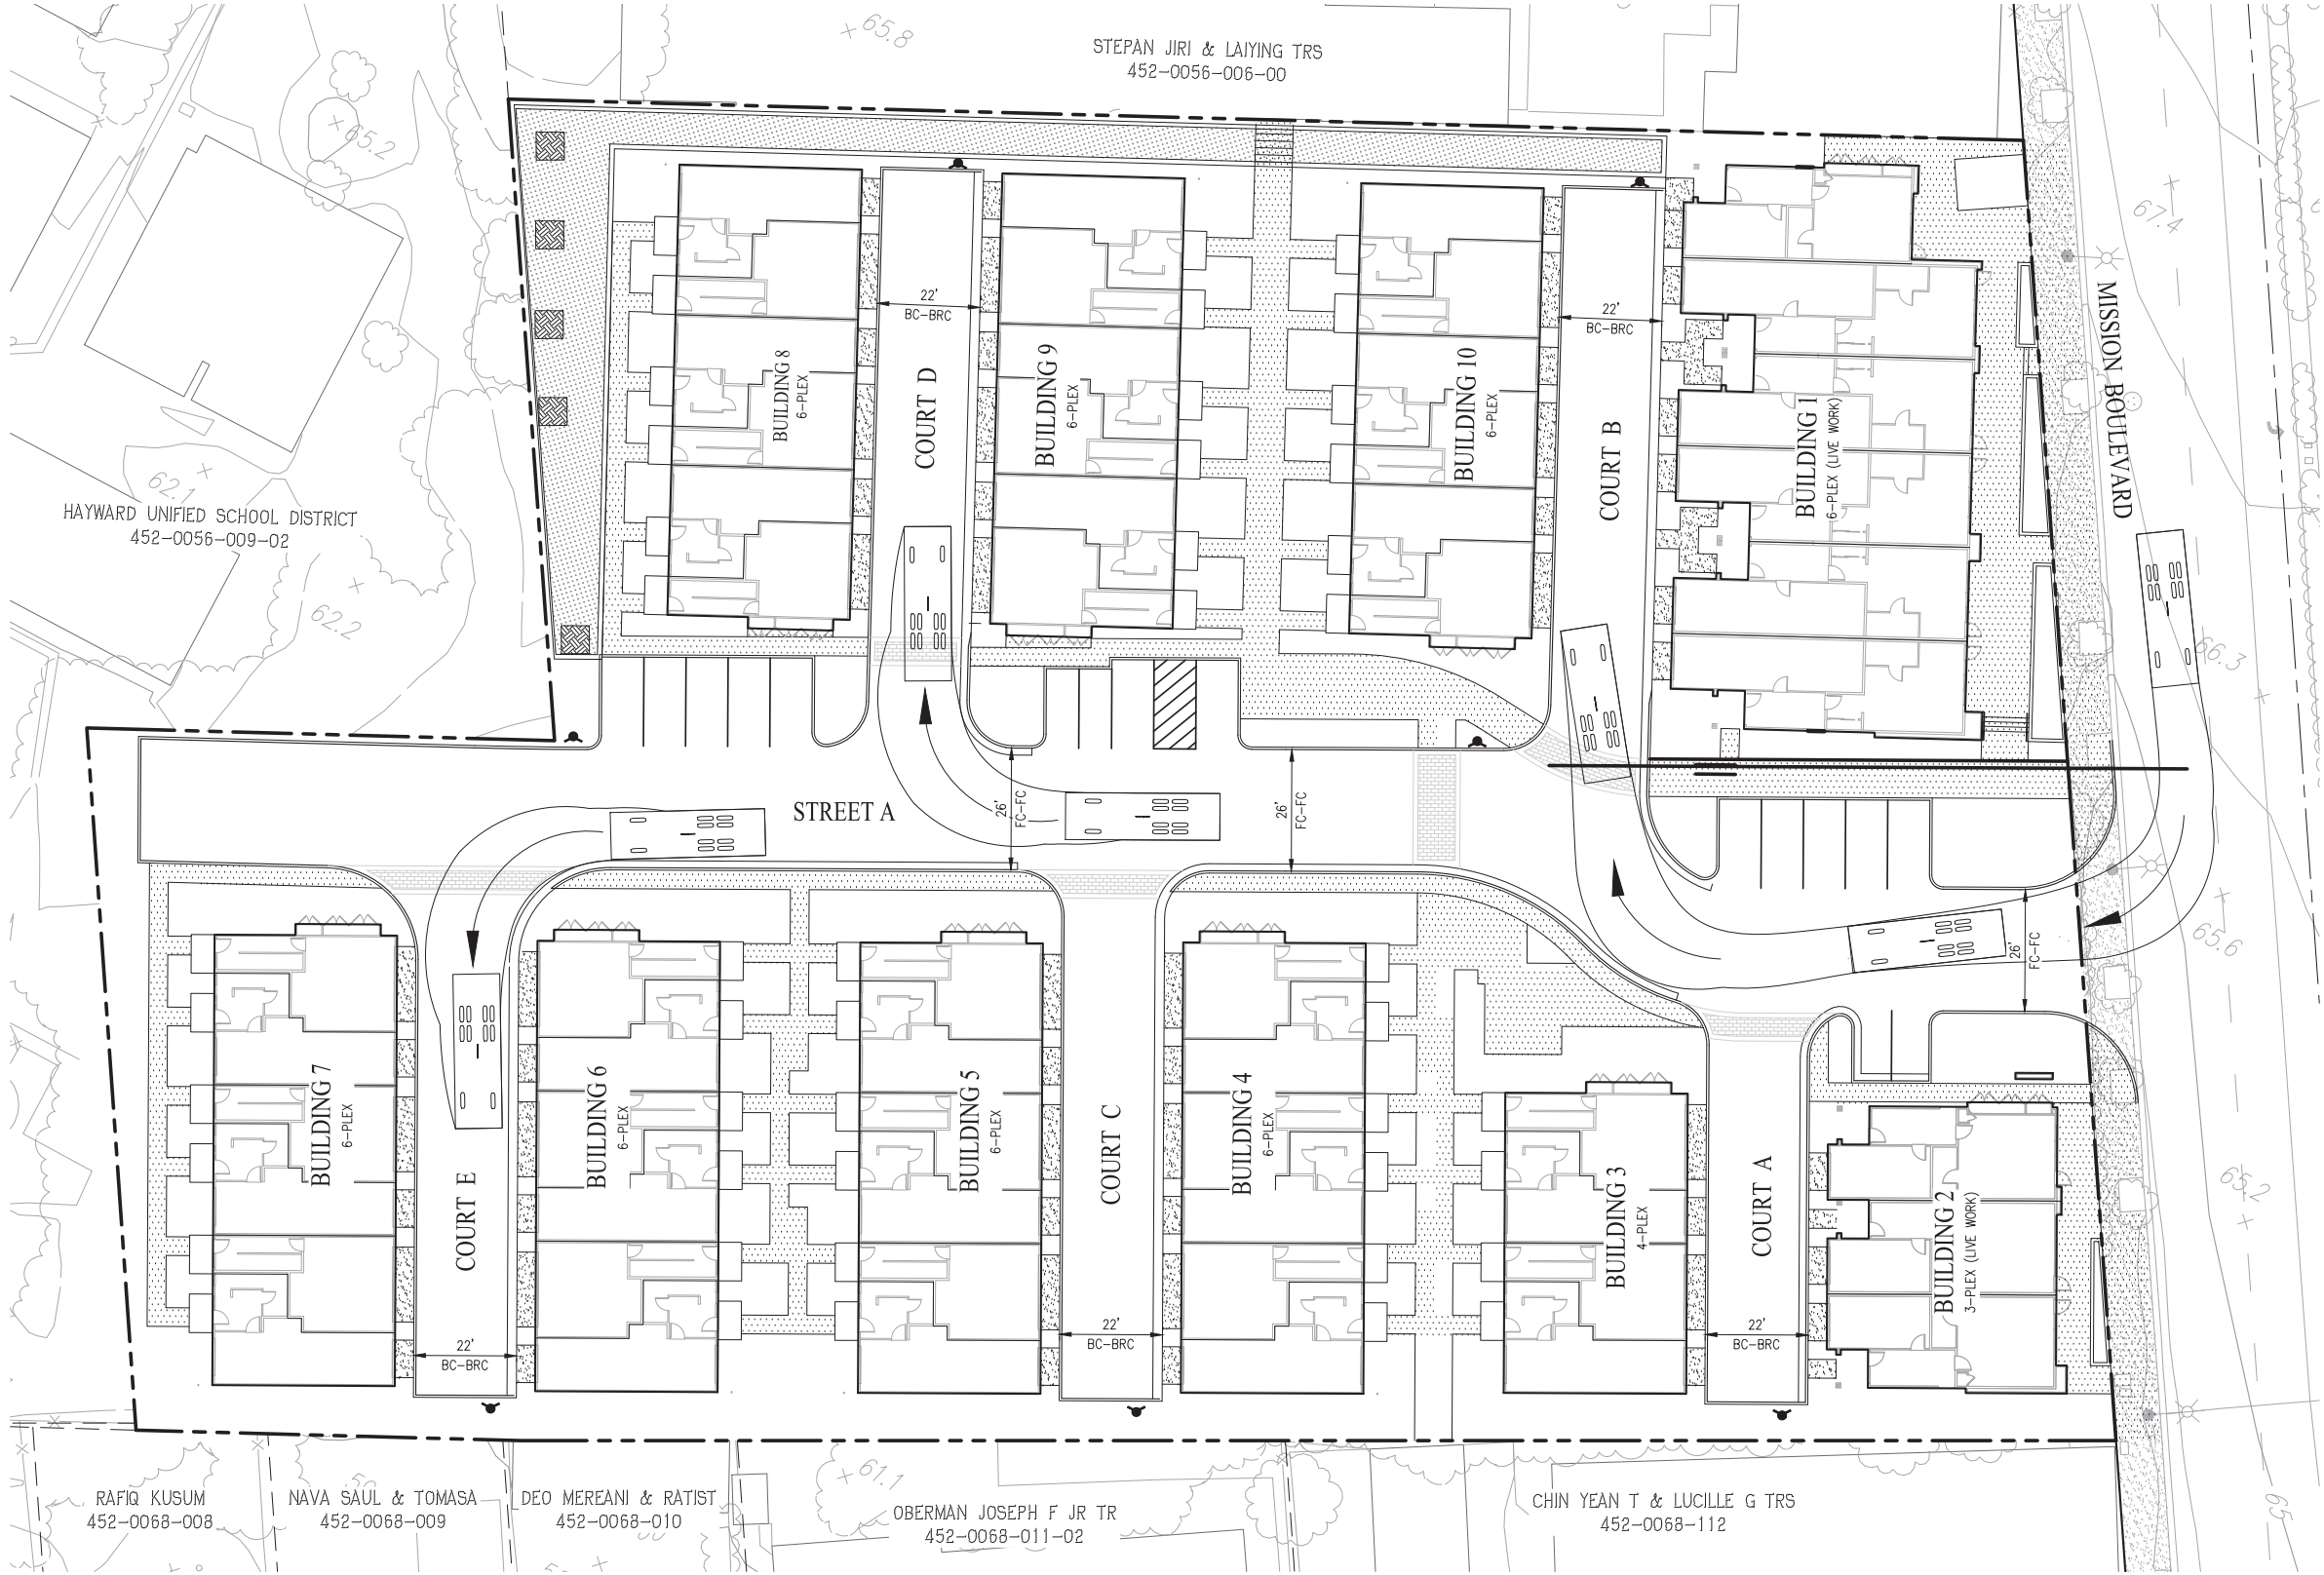 65.8
STEPAN JIRI & LAIYING TRS
452-0056-006-00
65.2
67.4
MISSION BOULEVARD
22'
BC-BRC
22'
BC-BRC
BUILDING 8
6-PLEX
COURT D
BUILDING 9
6-PLEX
BUILDING 10
6-PLEX
COURT B
BUILDING 1
6-PLEX (LIVE WORK)
62.1
HAYWARD UNIFIED SCHOOL DISTRICT
452-0056-009-02
62.2
66.3
STREET A
26'
FC-FC
26'
FC-FC
26'
FC-FC
65.6
BUILDING 7
6-PLEX
COURT E
BUILDING 6
6-PLEX
BUILDING 5
6-PLEX
COURT C
BUILDING 4
6-PLEX
BUILDING 3
4-PLEX
COURT A
BUILDING 2
3-PLEX (LIVE WORK)
65.2
22'
BC-BRC
22'
BC-BRC
22'
BC-BRC
61.1
65
RAFIQ KUSUM
452-0068-008
NAVA SAUL & TOMASA
452-0068-009
DEO MEREANI & RATIST
452-0068-010
OBERMAN JOSEPH F JR TR
452-0068-011-02
CHIN YEAN T & LUCILLE G TRS
452-0068-112